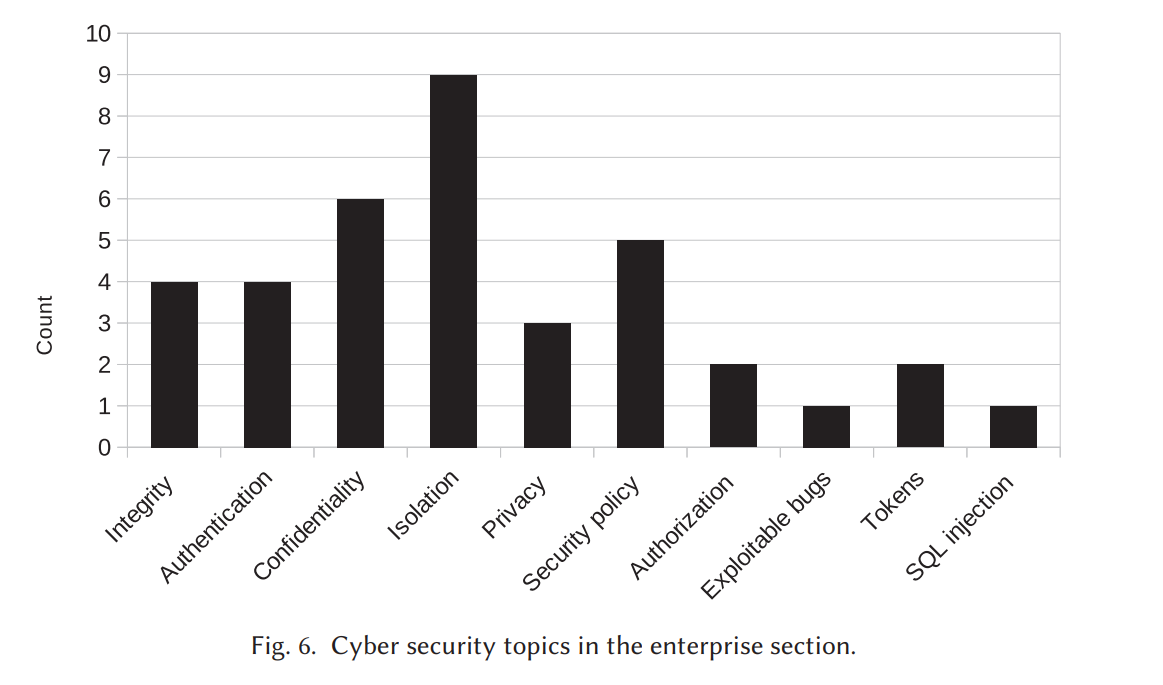 10
9
8
7
6
5
4
3
2
1
0
Count
Integrity
Authentication
Confidentiality
Isolation
Privacy
Security policy
Authorization
Exploitable bugs
Tokens
SQL injection
Fig. 6. Cyber security topics in the enterprise section.